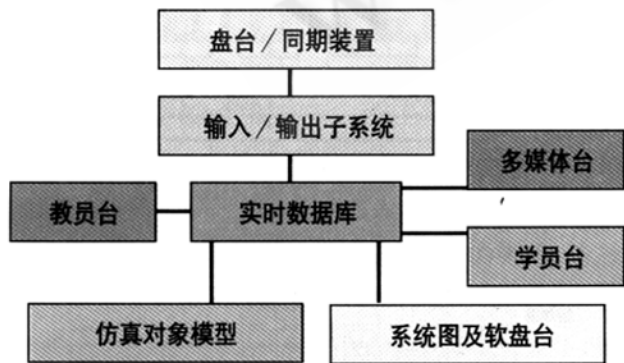 盘台／同期装置
输入／输出子系统
多媒体台
教员台
实时数据库
学员台
仿真对象模型
系统图及软盘台